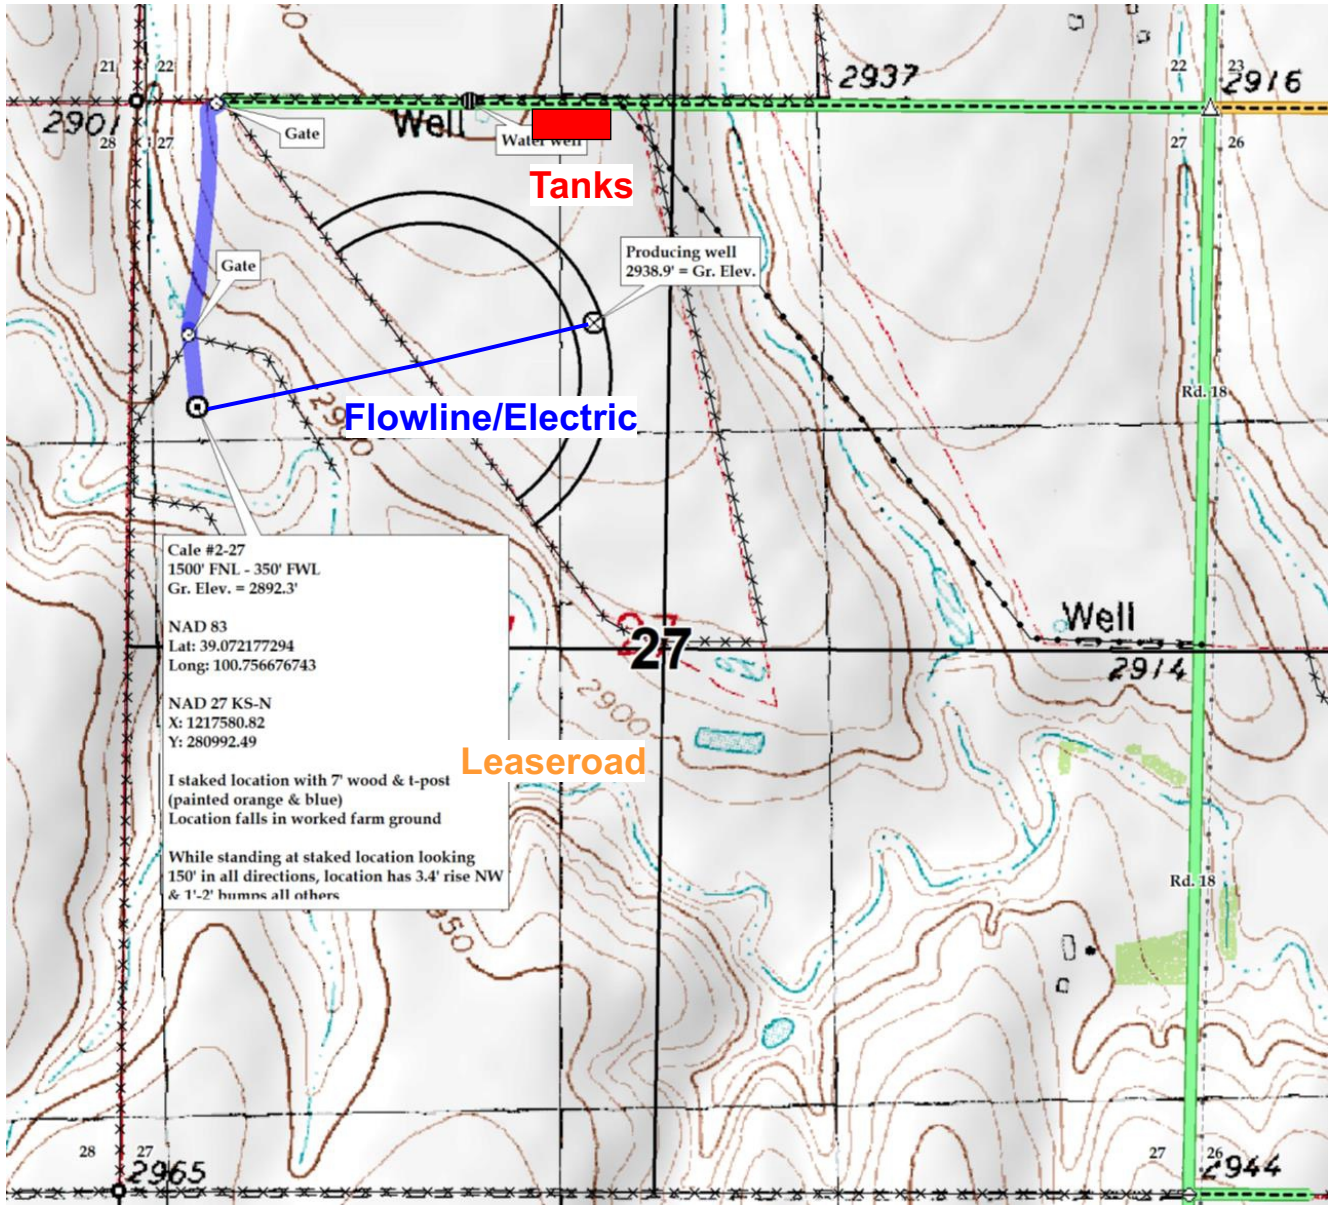 21 22
22 23
2937
2916
2901
Gate
Well
Water well
28 27
27 26
Tanks
Producing well
2938.9' = Gr. Elev.
Gate
Rd. 18
Flowline/Electric
Cale #2-27
1500' FNL - 350' FWL
Gr. Elev. = 2892.3'
NAD 83
Lat: 39.072177294
Long: 100.756676743
NAD 27 KS-N
X: 1217580.82
Y: 280992.49
I staked location with 7' wood & t-post
(painted orange & blue)
Location falls in worked farm ground
While standing at staked location looking
150' in all directions, location has 3.4' rise NW
& 1'-2' bumps all others
Well
27
2914
2900
Leaseroad
Rd. 18
28 27
27 26
2965
2944